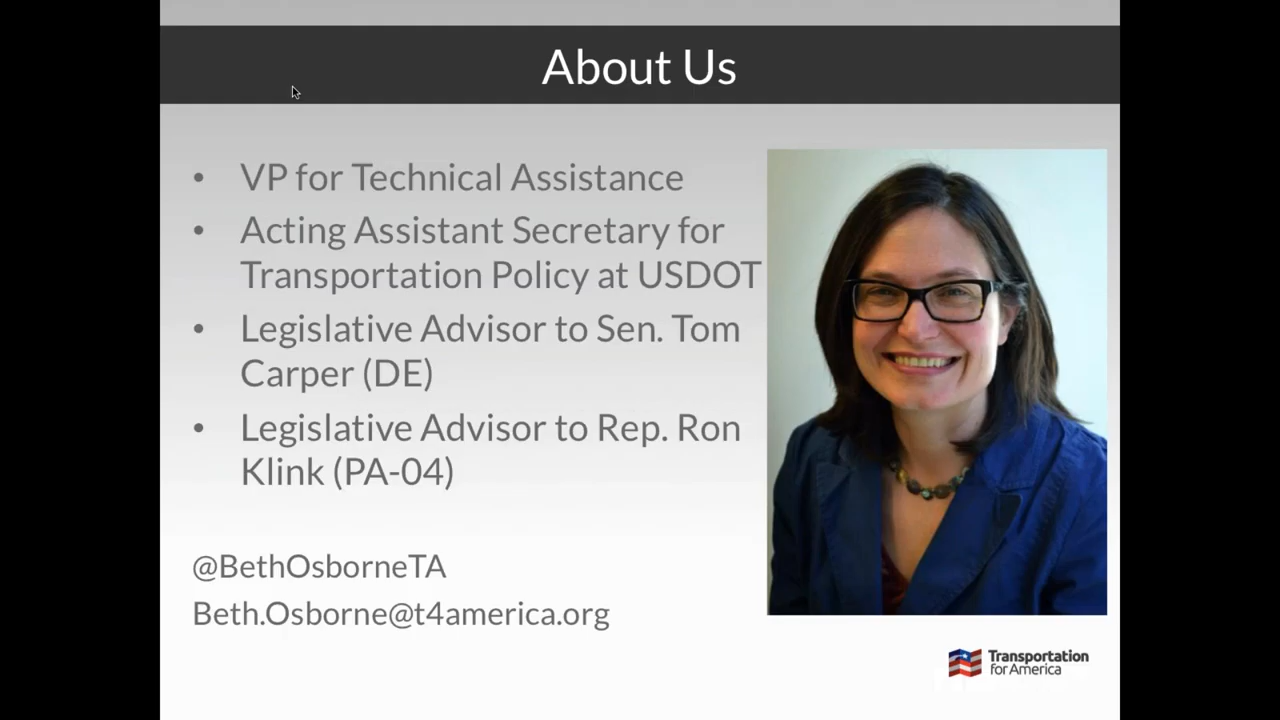 About Us
• VP for Technical Assistance
• Acting Assistant Secretary for
Transportation Policy at USDOT
• Legislative Advisor to Sen. Tom
Carper (DE)
• Legislative Advisor to Rep. Ron
Klink (PA-04)
@BethOsborneTA
Beth.Osborne@t4america.org
Transportation
for America